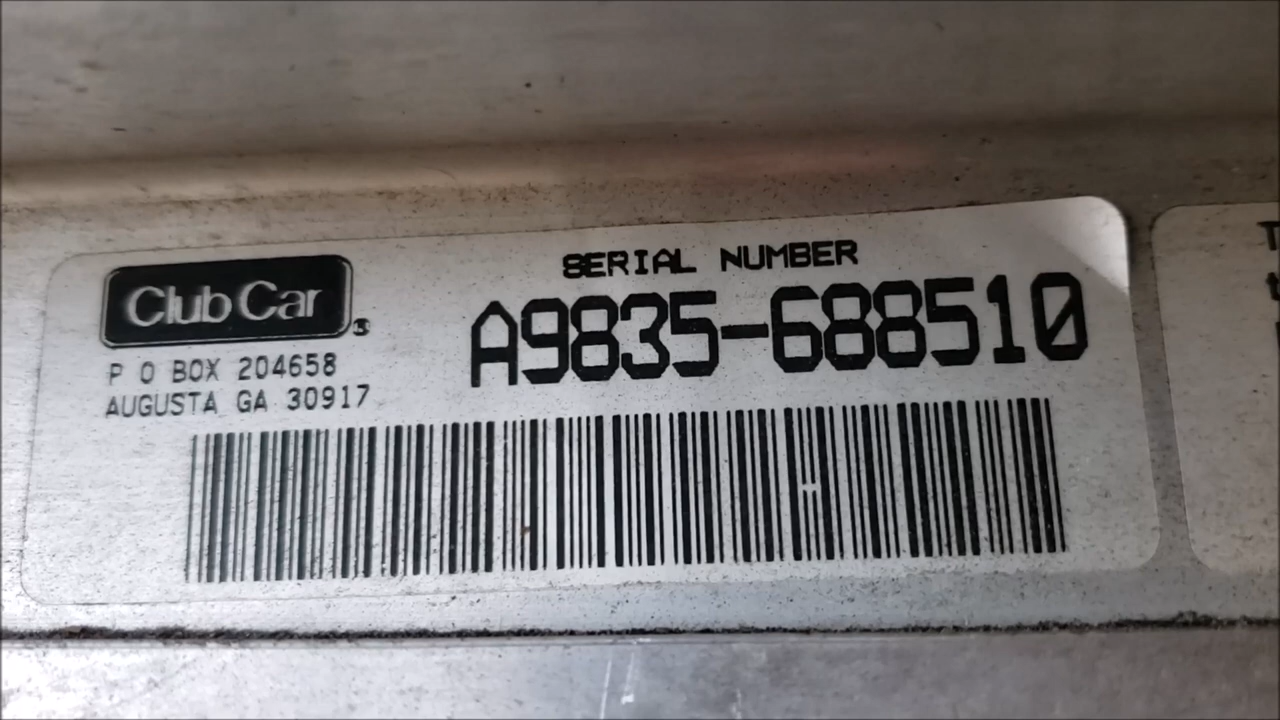 Club Car
SERIAL NUMBER
A9835-688510
P O BOX 204658
AUGUSTA GA 30917